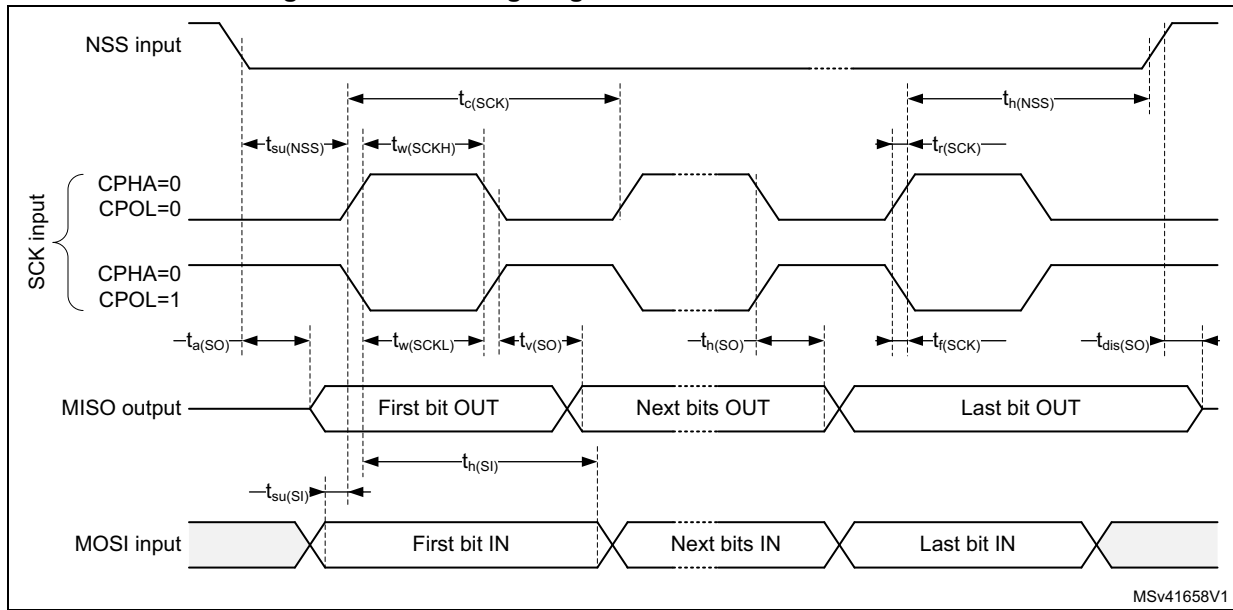 NSS input
tc(SCK)
th(NSS)
tsu(NSS)
tw(SCKH)
tr(SCK)
SCK input
CPHA=0
CPOL=0
CPHA=0
CPOL=1
ta(SO)
tw(SCKL)
tv(SO)
th(SO)
tf(SCK)
tdis(SO)
MISO output
First bit OUT
Next bits OUT
Last bit OUT
th(SI)
tsu(SI)
MOSI input
First bit IN
Next bits IN
Last bit IN
MSv41658V1